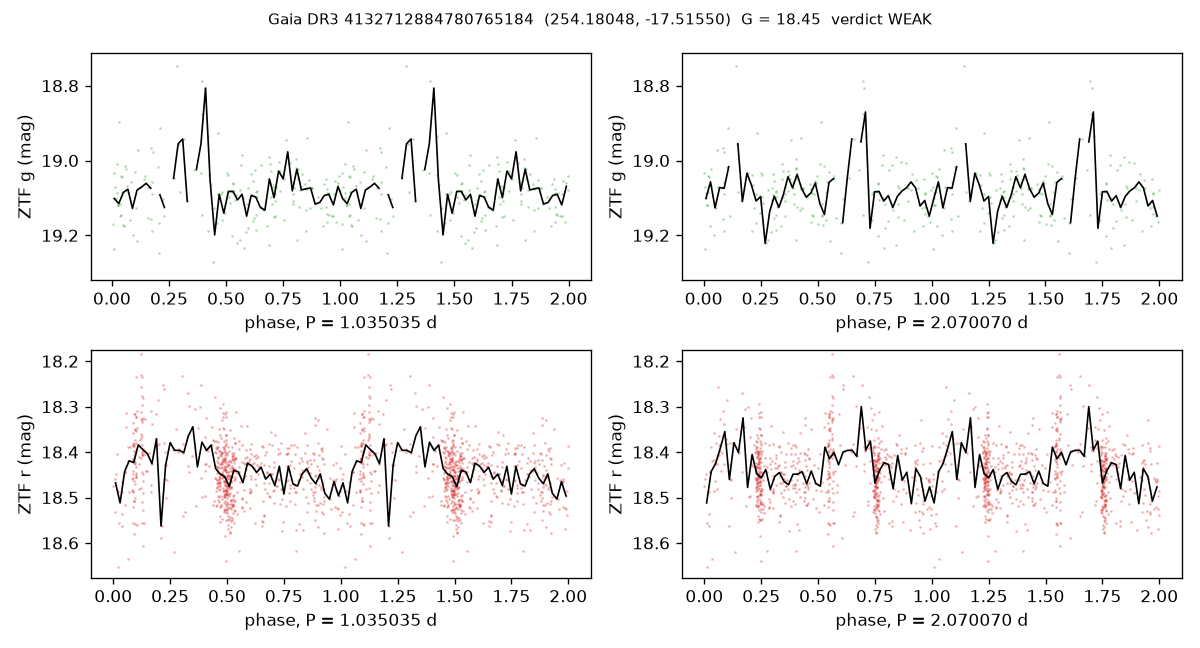 Gaia DR3 4132712884780765184  (254.18048, -17.51550)  G = 18.45  verdict WEAK
ZTF g (mag)
18.8
19.0
19.2
0.00 0.25 0.50 0.75 1.00 1.25 1.50 1.75 2.00
phase, P = 1.035035 d
ZTF g (mag)
18.8
19.0
19.2
0.00 0.25 0.50 0.75 1.00 1.25 1.50 1.75 2.00
phase, P = 2.070070 d
ZTF r (mag)
18.2
18.3
18.4
18.5
18.6
0.00 0.25 0.50 0.75 1.00 1.25 1.50 1.75 2.00
phase, P = 1.035035 d
ZTF r (mag)
18.2
18.3
18.4
18.5
18.6
0.00 0.25 0.50 0.75 1.00 1.25 1.50 1.75 2.00
phase, P = 2.070070 d